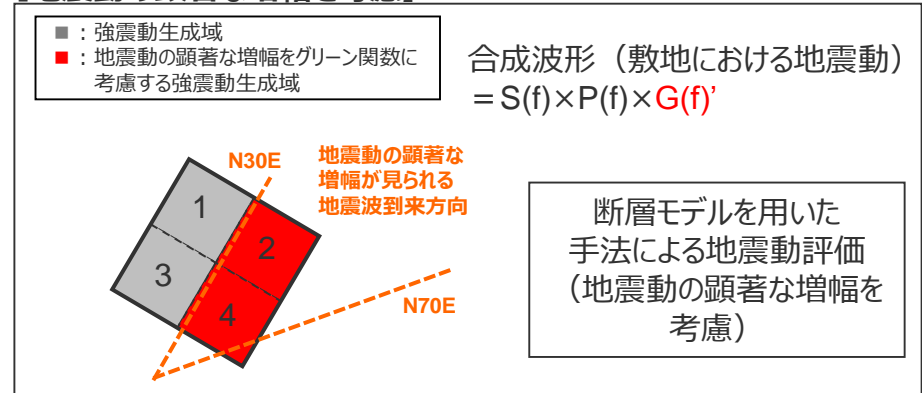 ■：強震動生成域
■：地震動の顕著な増幅をグリーン関数に
考慮する強震動生成域
合成波形（敷地における地震動）
＝S(f)×P(f)×G(f)’
N30E
地震動の顕著な
増幅が見られる
地震波到来方向
1
2
3
4
N70E
断層モデルを用いた
手法による地震動評価
（地震動の顕著な増幅を
考慮）